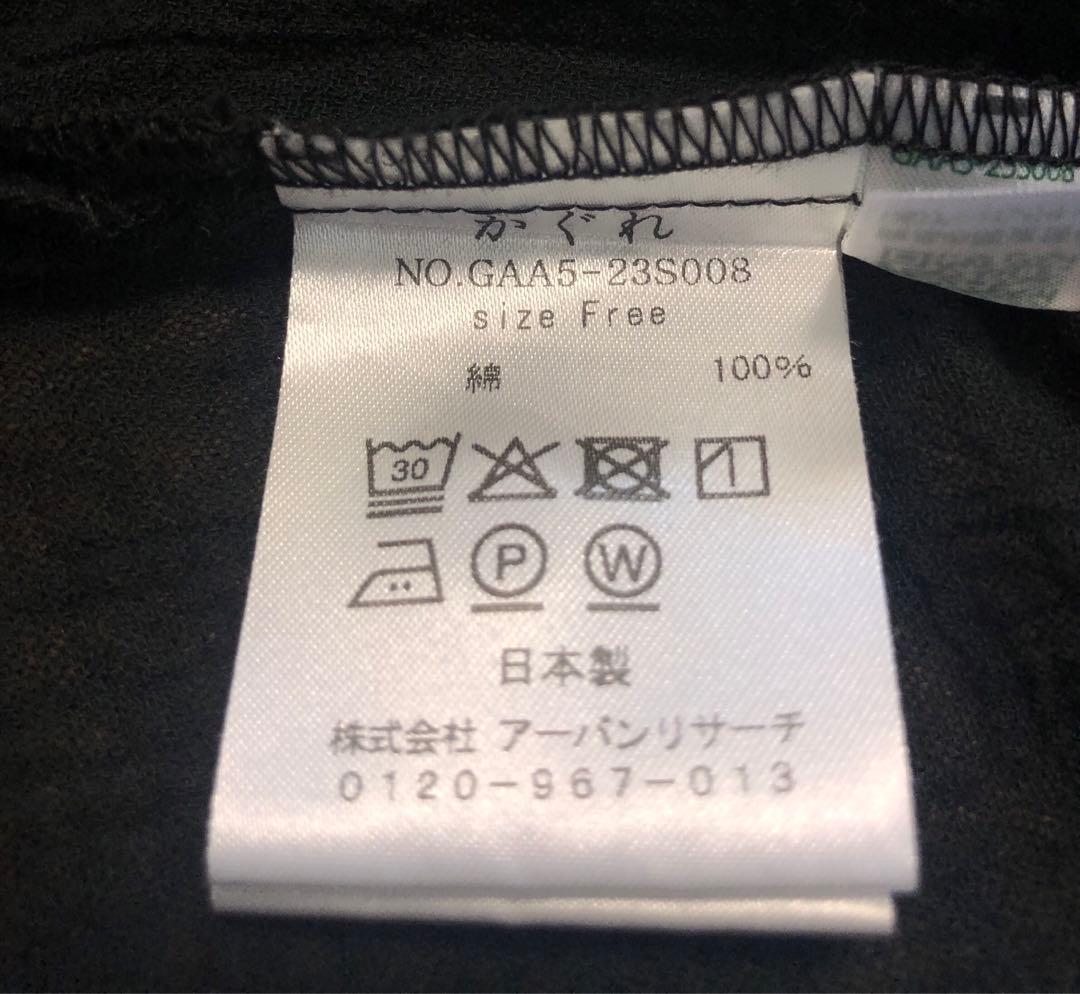 かぐれ
NO.GAA5-23S008
size Free
綿 100%
30
P W
日本製
株式会社 アーバンリサーチ
0120-967-013